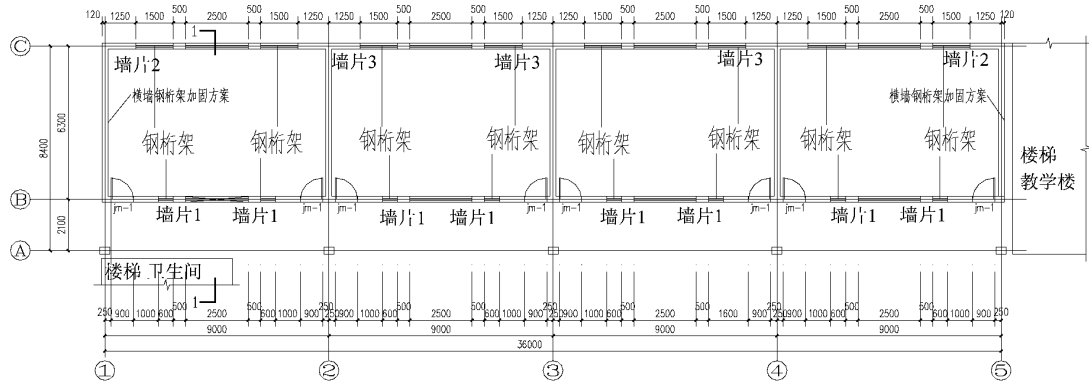 500 500 500 500 500 500 500 500
120 1250 1500 2500 1500 1250 1250 1500 2500 1500 1250 1250 1500 2500 1500 1250 1250 1500 2500 1500 1250 120
1
C
墙片2 墙片3 墙片3 墙片3 墙片2
横墙钢桁架加固方案 横墙钢桁架加固方案
6300
8400
钢桁架 钢桁架 钢桁架 钢桁架 钢桁架 钢桁架 钢桁架 钢桁架
楼梯
教学楼
B
jm-1 jm-1 jm-1 jm-1 jm-1 jm-1 jm-1 jm-1
墙片1 墙片1 墙片1 墙片1 墙片1 墙片1 墙片1 墙片1
2100
A
楼梯 卫生间
1
500 500 500 500 500 500 500 500
250 900 1000 600 2500 600 1000 900 250 250 900 1000 600 2500 600 1000 900 250 250 900 1000 600 2500 1600 900 250 250 900 1000 600 2500 600 1000 900 250
9000 9000 9000 9000
36000
1 2 3 4 5